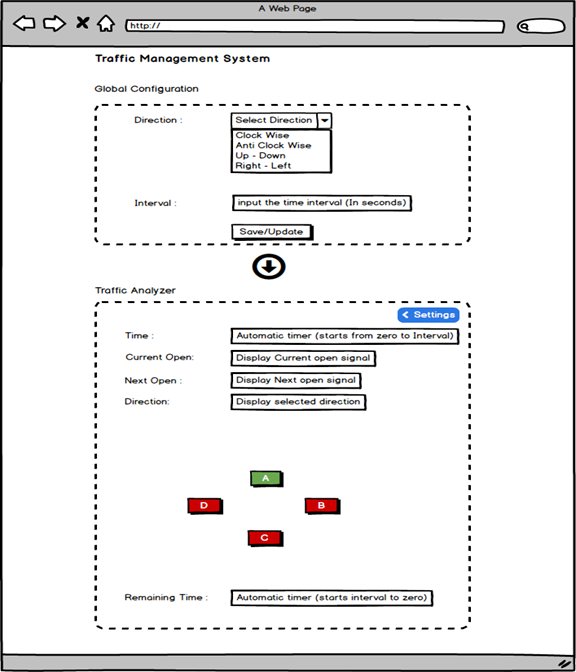 A Web Page
http://
Traffic Management System
Global Configuration
Direction :
Select Direction
Clock Wise
Anti Clock Wise
Up - Down
Right - Left
Interval :
input the time interval (In seconds)
Save/Update
Traffic Analyzer
Settings
Time :
Automatic timer (starts from zero to Interval)
Current Open:
Display Current open signal
Next Open :
Display Next open signal
Direction:
Display selected direction
A
D
B
C
Remaining Time :
Automatic timer (starts interval to zero)